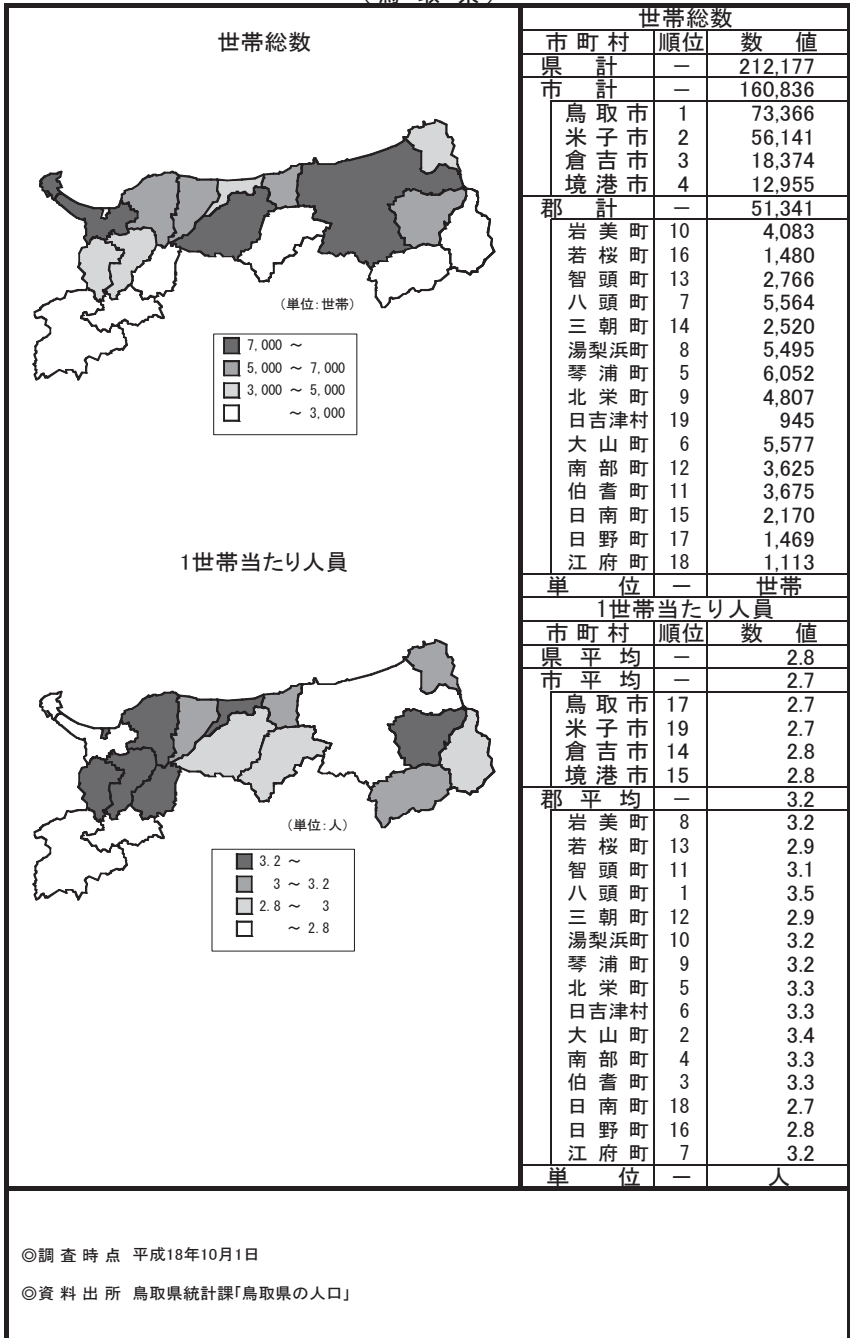 (鳥取県)
世帯総数
(単位:世帯)
7,000 ～
5,000 ～ 7,000
3,000 ～ 5,000
～ 3,000
1世帯当たり人員
(単位:人)
3.2 ～
3 ～ 3.2
2.8 ～ 3
～ 2.8
世帯総数
市町村 順位 数値
県計 － 212,177
市計 － 160,836
鳥取市 1 73,366
米子市 2 56,141
倉吉市 3 18,374
境港市 4 12,955
郡計 － 51,341
岩美町 10 4,083
若桜町 16 1,480
智頭町 13 2,766
八頭町 7 5,564
三朝町 14 2,520
湯梨浜町 8 5,495
琴浦町 5 6,052
北栄町 9 4,807
日吉津村 19 945
大山町 6 5,577
南部町 12 3,625
伯耆町 11 3,675
日南町 15 2,170
日野町 17 1,469
江府町 18 1,113
単位 － 世帯
1世帯当たり人員
市町村 順位 数値
県平均 － 2.8
市平均 － 2.7
鳥取市 17 2.7
米子市 19 2.7
倉吉市 14 2.8
境港市 15 2.8
郡平均 － 3.2
岩美町 8 3.2
若桜町 13 2.9
智頭町 11 3.1
八頭町 1 3.5
三朝町 12 2.9
湯梨浜町 10 3.2
琴浦町 9 3.2
北栄町 5 3.3
日吉津村 6 3.3
大山町 2 3.4
南部町 4 3.3
伯耆町 3 3.3
日南町 18 2.7
日野町 16 2.8
江府町 7 3.2
単位 － 人
◎調査時点 平成18年10月1日
◎資料出所 鳥取県統計課「鳥取県の人口」